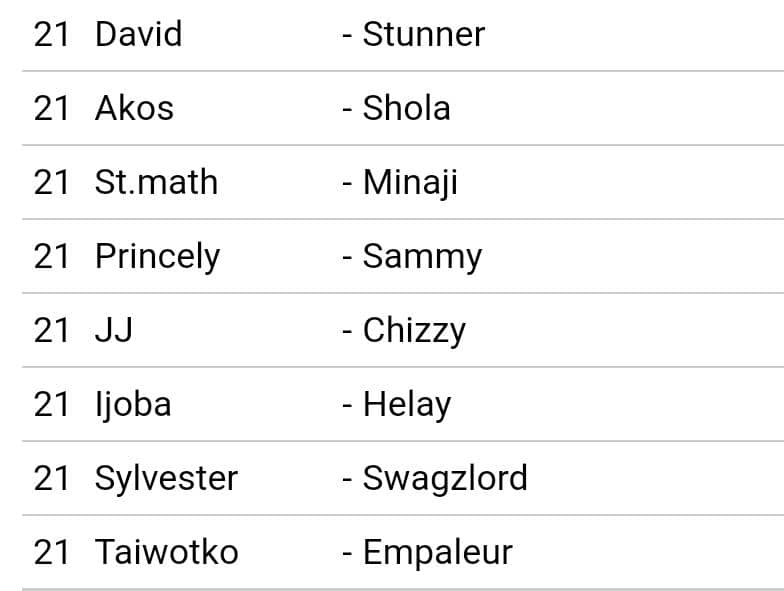 21 David - Stunner
21 Akos - Shola
21 St.math - Minaji
21 Princely - Sammy
21 JJ - Chizzy
21 Ijoba - Helay
21 Sylvester - Swagzlord
21 Taiwotko - Empaleur